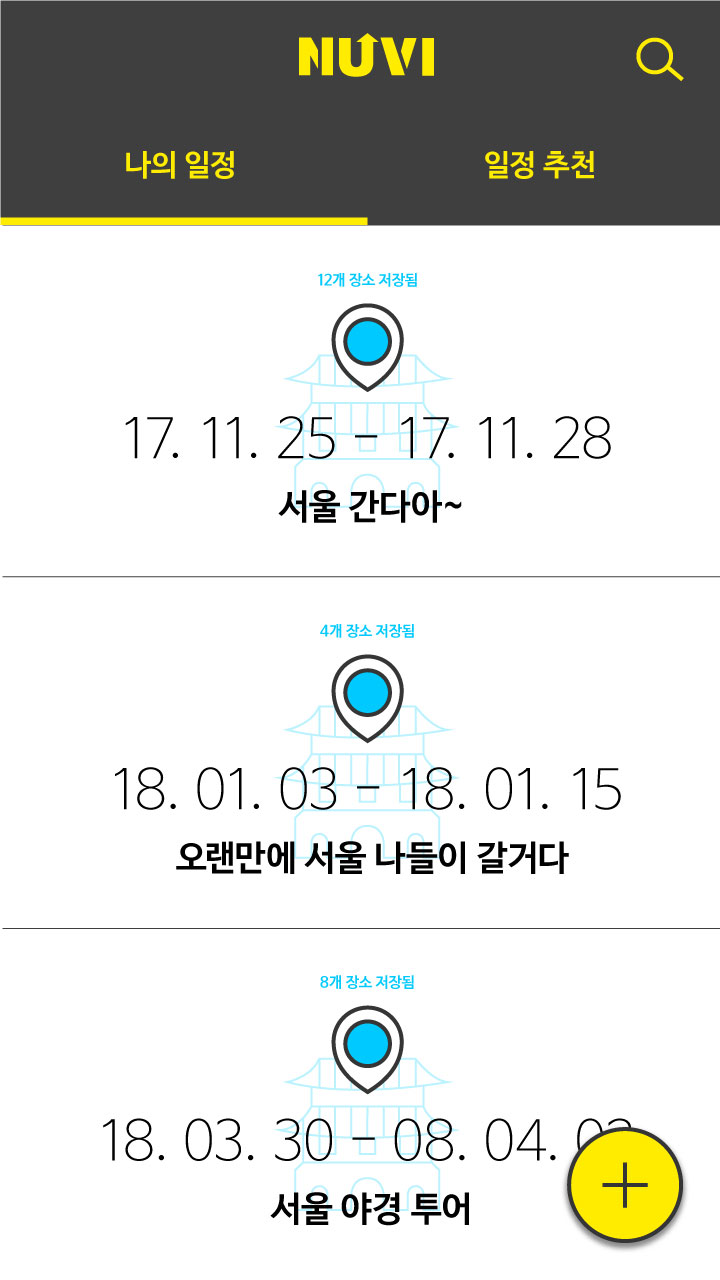 NUVI
나의 일정
일정 추천
12개 장소 저장됨
17. 11. 25 – 17. 11. 28
서울 간다아~
4개 장소 저장됨
18. 01. 03 – 18. 01. 15
오랜만에 서울 나들이 갈거다
8개 장소 저장됨
18. 03. 30 – 08. 04.
서울 야경 투어